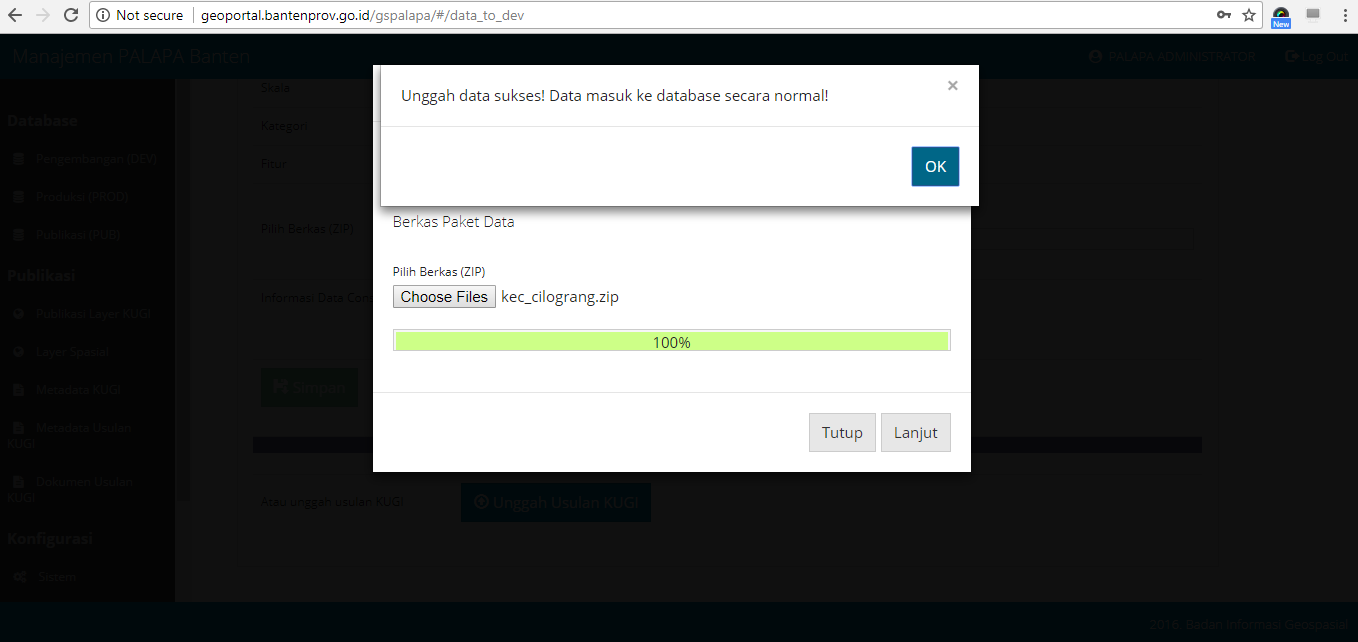 Not secure
geoportal.bantenprov.go.id/gspalapa/#/data_to_dev
New
Manajemen PALAPA Banten
PALAPA ADMINISTRATOR
Log Out
Database
Pengembangan (DEV)
Produksi (PROD)
Publikasi (PUB)
Publikasi
Publikasi Layer KUGI
Layer Spasial
Metadata KUGI
Metadata Usulan
KUGI
Dokumen Usulan
KUGI
Konfigurasi
Sistem
Skala
Kategori
Fitur
Pilih Berkas (ZIP)
Informasi Data
Simpan
Atau unggah usulan KUGI
Unggah Usulan KUGI
Unggah data sukses! Data masuk ke database secara normal!
×
OK
Berkas Paket Data
Pilih Berkas (ZIP)
Choose Files kec_cilograng.zip
100%
Tutup
Lanjut
2016. Badan Informasi Geospasial